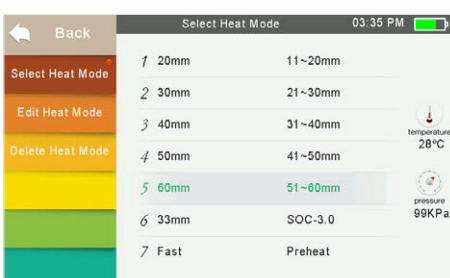 Select Heat Mode 03:35 PM
Back
Select Heat Mode
Edit Heat Mode
Delete Heat Mode
1 20mm 11~20mm
2 30mm 21~30mm
3 40mm 31~40mm
4 50mm 41~50mm
5 60mm 51~60mm
6 33mm SOC-3.0
7 Fast Preheat
temperature
28°C
pressure
99KPa